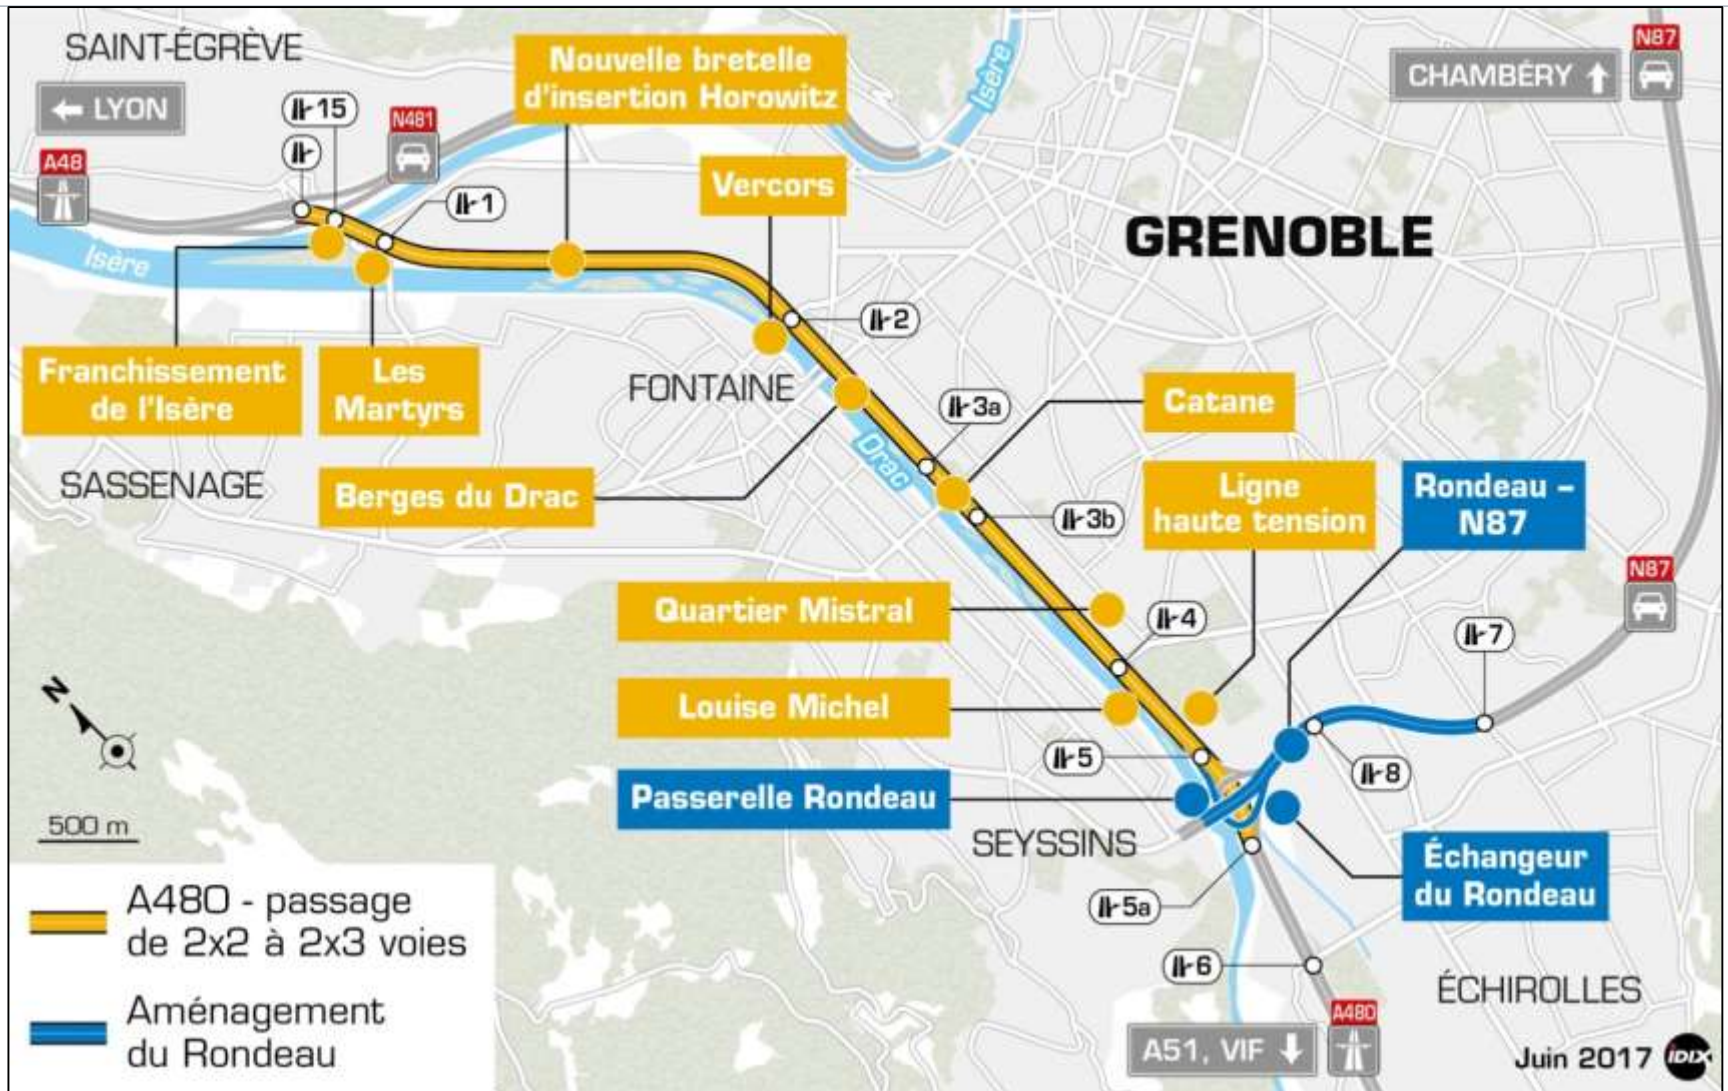 SAINT-ÉGRÈVE
← LYON
A48
15
N481
1
Nouvelle bretelle
d'insertion Horowitz
Isère
CHAMBÉRY ↑
N87
Vercors
GRENOBLE
Isère
2
Franchissement
de l'Isère
Les
Martyrs
FONTAINE
3a
Catane
SASSENAGE
Berges du Drac
Drac
3b
Ligne
haute tension
Rondeau –
N87
N87
Quartier Mistral
4
7
Louise Michel
5
8
N
500 m
Passerelle Rondeau
SEYSSINS
Échangeur
du Rondeau
5a
6
ÉCHIROLLES
A480 - passage
de 2x2 à 2x3 voies
Aménagement
du Rondeau
A480
A51, VIF ↓
Juin 2017
iDIX